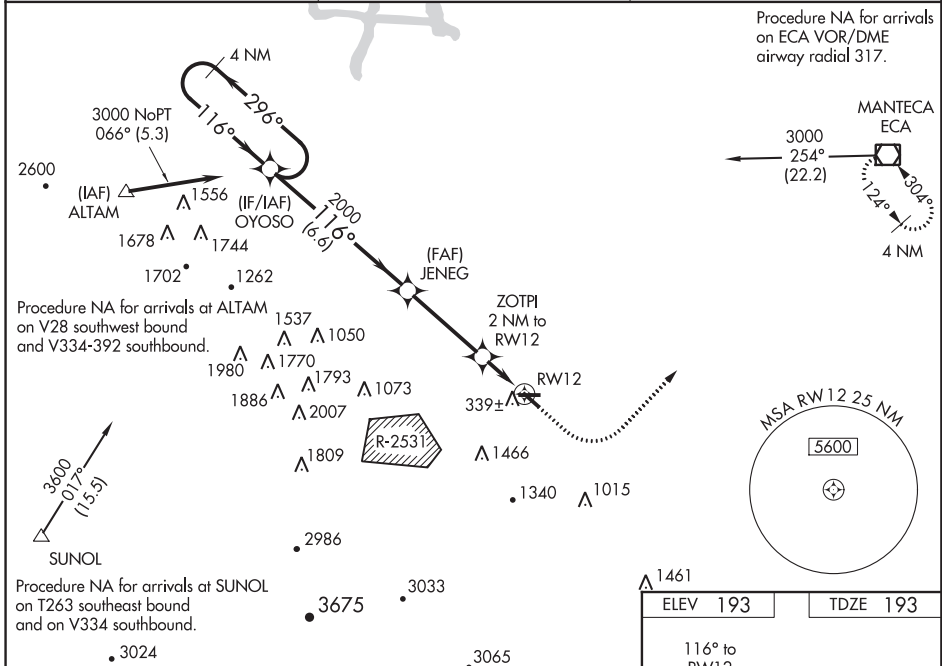 Procedure NA for arrivals
on ECA VOR/DME
airway radial 317.
4 NM
296°
116°
3000 NoPT
066° (5.3)
MANTECA
ECA
3000
254°
(22.2)
304°
124°
4 NM
2600
(IAF)
ALTAM
1556
(IF/IAF)
OYOSO
2000
116°
(6.6)
1678
1744
1702
1262
(FAF)
JENEG
Procedure NA for arrivals at ALTAM
on V28 southwest bound
and V334-392 southbound.
ZOTPI
2 NM to
RW12
1537
1050
1980
1770
1793
1886
1073
2007
RW12
339±
R-2531
1809
1466
MSA RW12 25 NM
5600
1340
1015
3600
017°
(15.5)
SUNOL
2986
Procedure NA for arrivals at SUNOL
on T263 southeast bound
and on V334 southbound.
3033
3675
1461
ELEV 193
TDZE 193
116° to
RW12
3024
3065